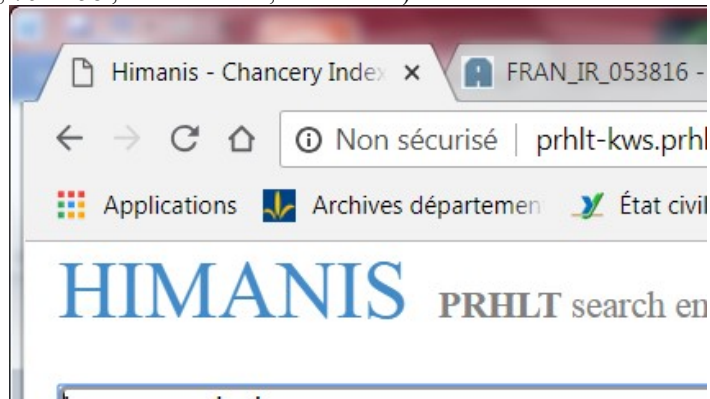 Himanis - Chancery Index
FRAN_IR_053816 -
Non sécurisé | prhlt-kws.prhl
Applications Archives départemen État civil
HIMANIS PRHLT search en